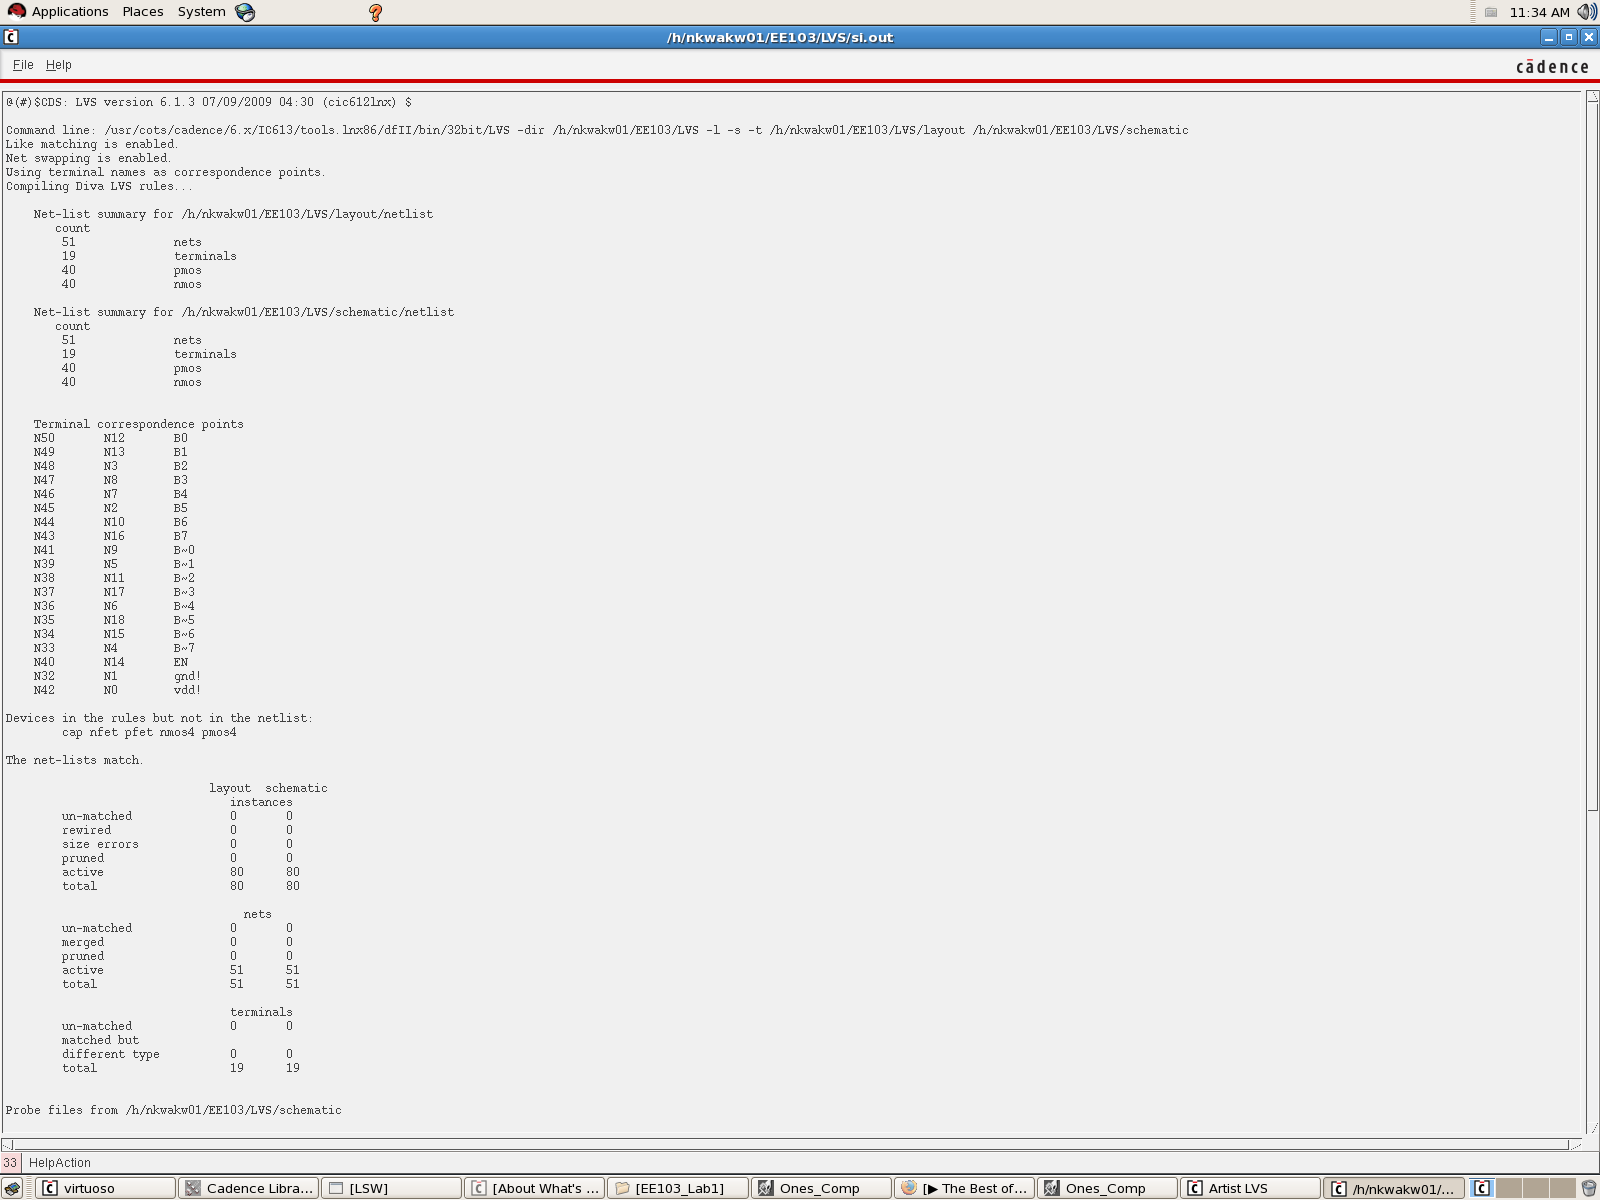 Applications Places System 11:34 AM
/h/nkwakw01/EE103/LVS/si.out
File Help cādence
@(#)$CDS: LVS version 6.1.3 07/09/2009 04:30 (cic612lnx) $
Command line: /usr/cots/cadence/6.x/IC613/tools.lnx86/dfII/bin/32bit/LVS -dir /h/nkwakw01/EE103/LVS -l -s -t /h/nkwakw01/EE103/LVS/layout /h/nkwakw01/EE103/LVS/schematic
Like matching is enabled.
Net swapping is enabled.
Using terminal names as correspondence points.
Compiling Diva LVS rules...
Net-list summary for /h/nkwakw01/EE103/LVS/layout/netlist
count
51 nets
19 terminals
40 pmos
40 nmos
Net-list summary for /h/nkwakw01/EE103/LVS/schematic/netlist
count
51 nets
19 terminals
40 pmos
40 nmos
Terminal correspondence points
N50 N12 B0
N49 N13 B1
N48 N3 B2
N47 N8 B3
N46 N7 B4
N45 N2 B5
N44 N10 B6
N43 N16 B7
N41 N9 B~0
N39 N5 B~1
N38 N11 B~2
N37 N17 B~3
N36 N6 B~4
N35 N18 B~5
N34 N15 B~6
N33 N4 B~7
N40 N14 EN
N32 N1 gnd!
N42 N0 vdd!
Devices in the rules but not in the netlist:
cap nfet pfet nmos4 pmos4
The net-lists match.
layout schematic
instances
un-matched 0 0
rewired 0 0
size errors 0 0
pruned 0 0
active 80 80
total 80 80
nets
un-matched 0 0
merged 0 0
pruned 0 0
active 51 51
total 51 51
terminals
un-matched 0 0
matched but
different type 0 0
total 19 19
Probe files from /h/nkwakw01/EE103/LVS/schematic
33 HelpAction
virtuoso Cadence Libra... [LSW] [About What's ... [EE103_Lab1] Ones_Comp [▶ The Best of... Ones_Comp Artist LVS /h/nkwakw01/...